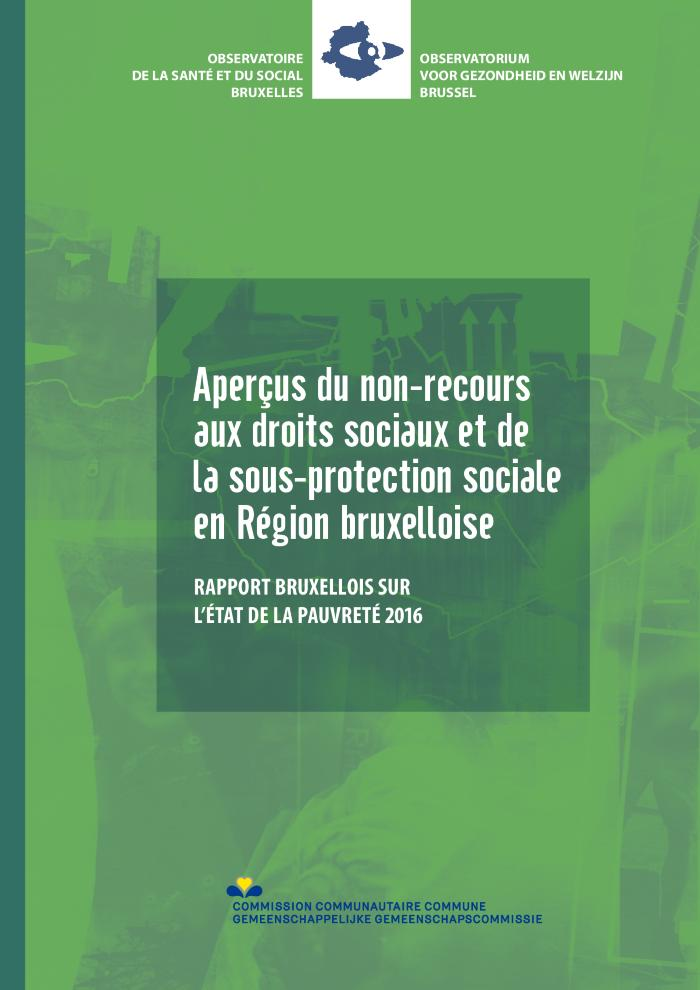 OBSERVATOIRE
DE LA SANTÉ ET DU SOCIAL
BRUXELLES
OBSERVATORIUM
VOOR GEZONDHEID EN WELZIJN
BRUSSEL
Aperçus du non-recours
aux droits sociaux et de
la sous-protection sociale
en Région bruxelloise
RAPPORT BRUXELLOIS SUR
L'ÉTAT DE LA PAUVRETÉ 2016
COMMISSION COMMUNAUTAIRE COMMUNE
GEMEENSCHAPPELIJKE GEMEENSCHAPSCOMMISSIE